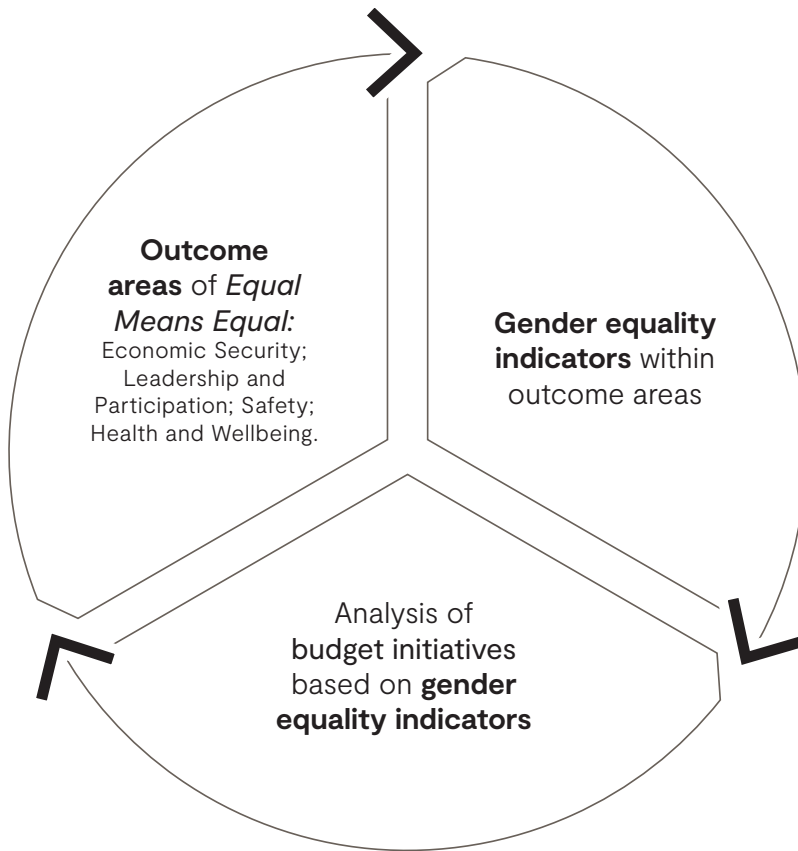 Outcome
areas of Equal
Means Equal:
Economic Security;
Leadership and
Participation; Safety;
Health and Wellbeing.
Gender equality
indicators within
outcome areas
Analysis of
budget initiatives
based on gender
equality indicators